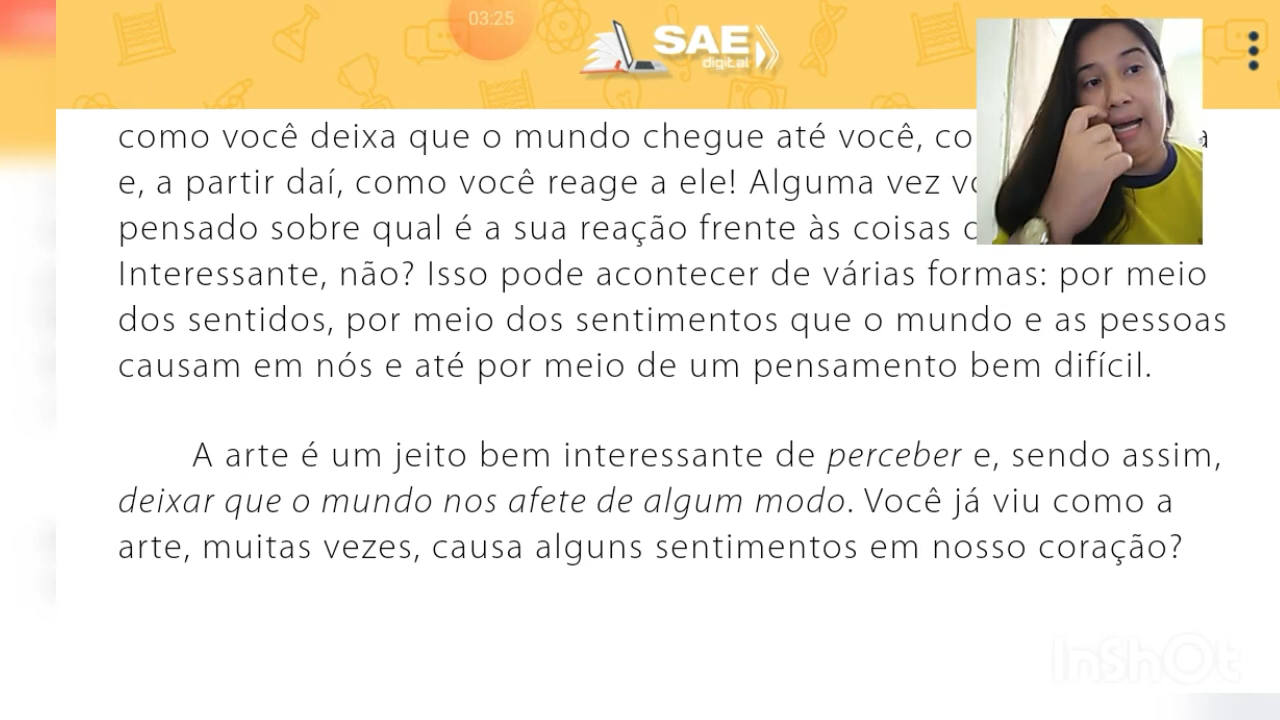 03:25
SAE
digital
como você deixa que o mundo chegue até você,
e, a partir daí, como você reage a ele! Alguma vez
pensado sobre qual é a sua reação frente às coisas
Interessante, não? Isso pode acontecer de várias formas: por meio
dos sentidos, por meio dos sentimentos que o mundo e as pessoas
causam em nós e até por meio de um pensamento bem difícil.
A arte é um jeito bem interessante de perceber e, sendo assim,
deixar que o mundo nos afete de algum modo. Você já viu como a
arte, muitas vezes, causa alguns sentimentos em nosso coração?
InShOt